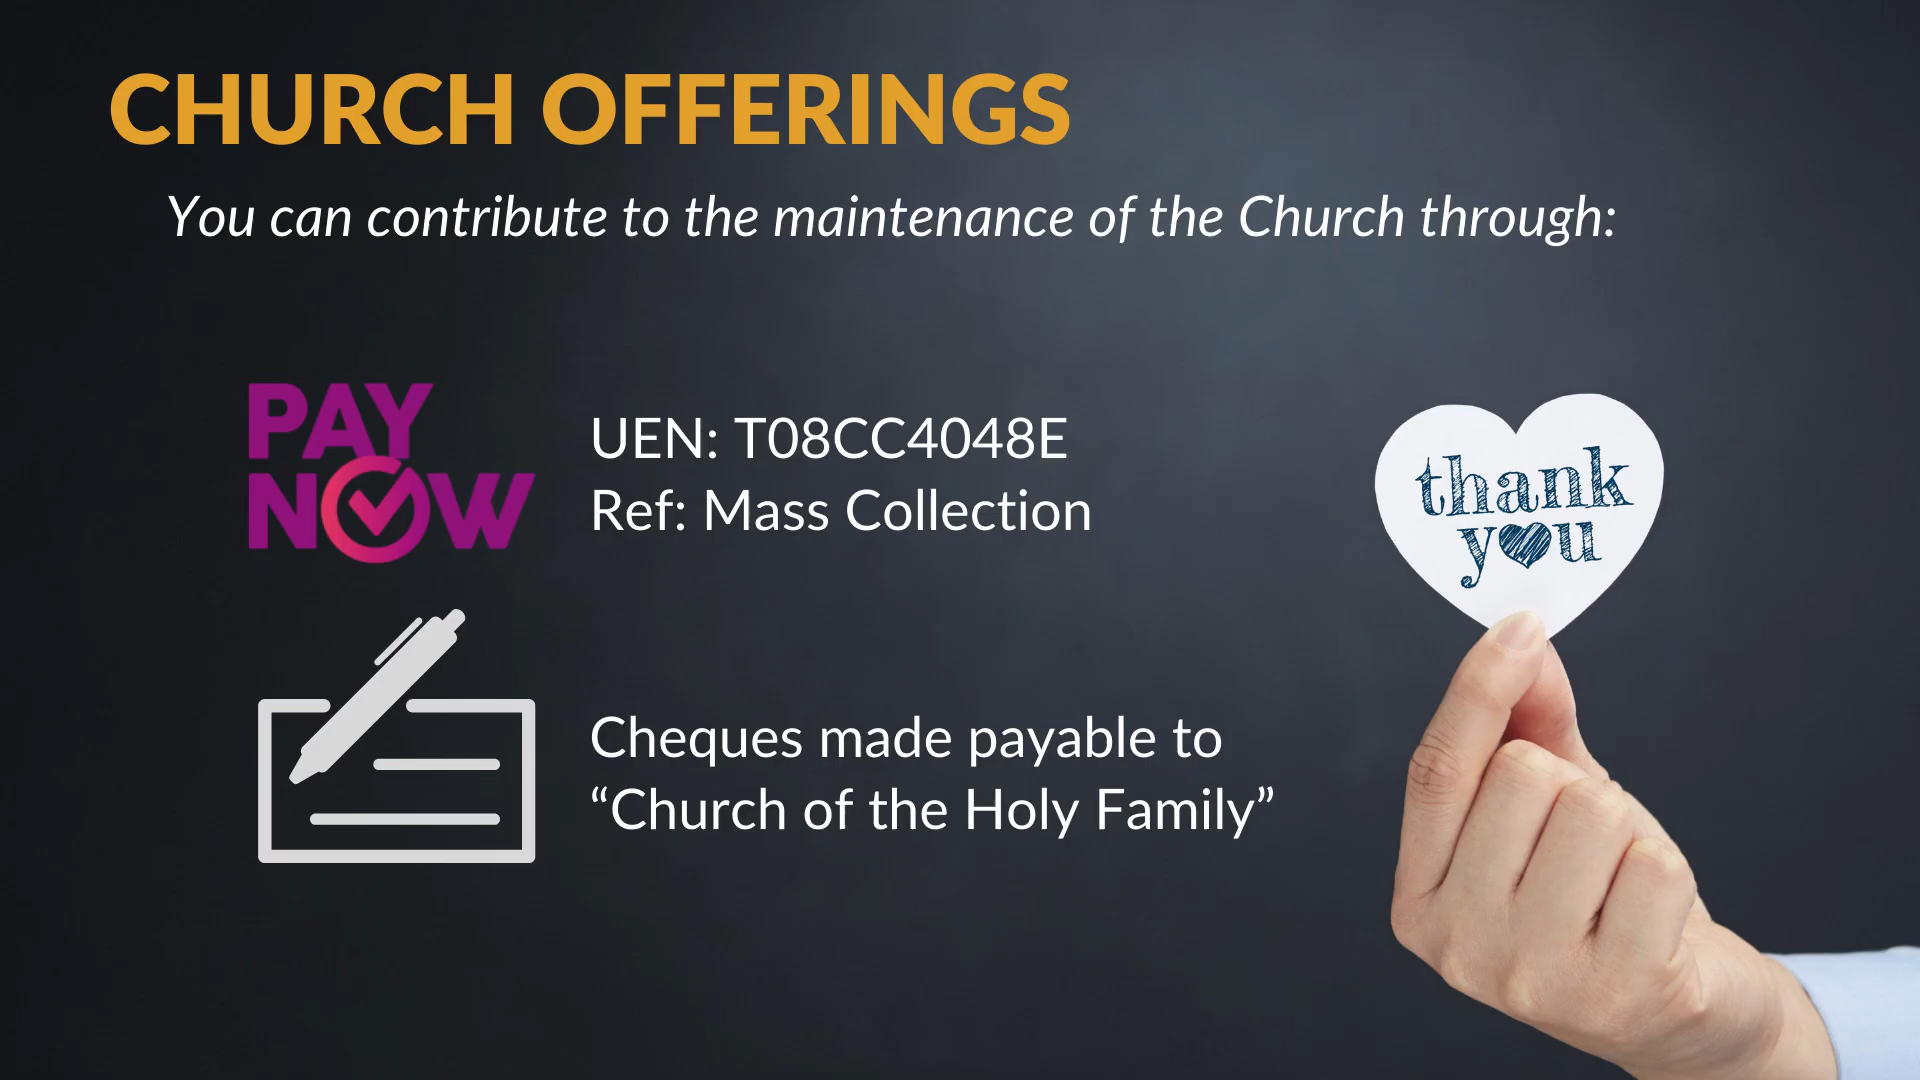 CHURCH OFFERINGS
You can contribute to the maintenance of the Church through:
PAY
NOW
UEN: T08CC4048E
Ref: Mass Collection
thank
you
Cheques made payable to
“Church of the Holy Family”